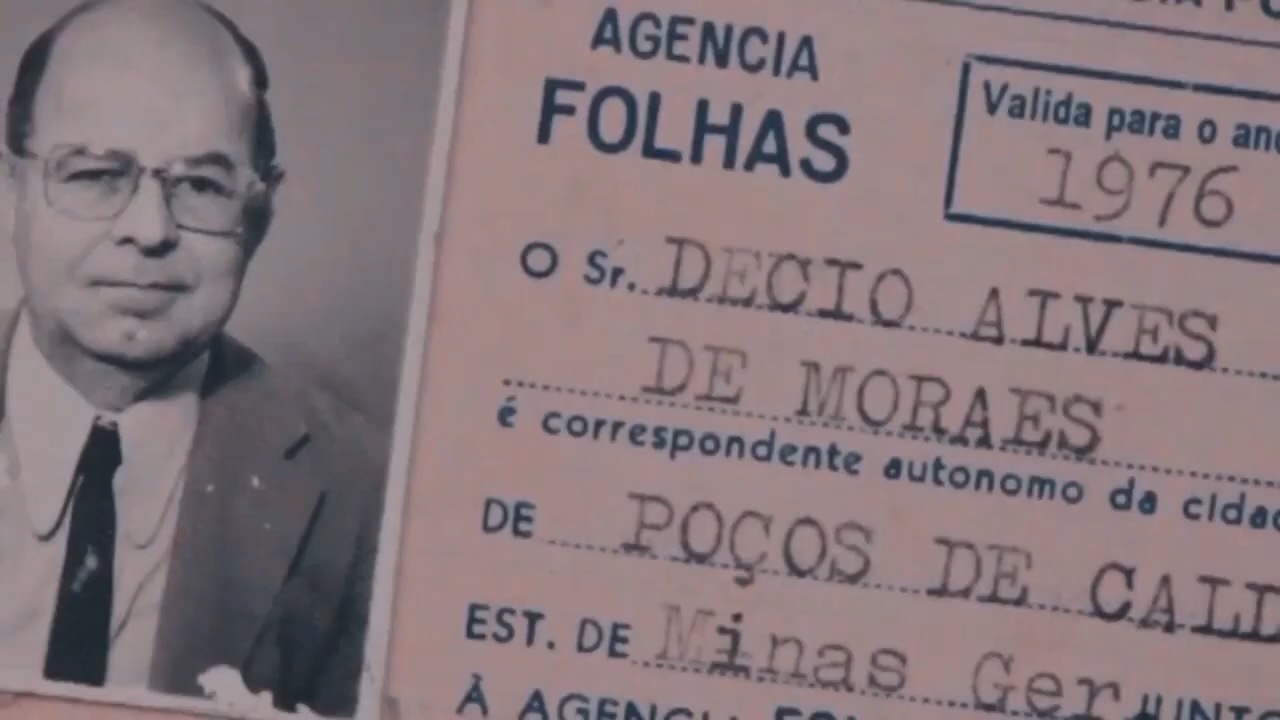 AGENCIA
FOLHAS
Valida para o
1976
O Sr. DECIO ALVES
DE MORAES
é correspondente autonomo da
DE POÇOS DE
EST. DE Minas
À